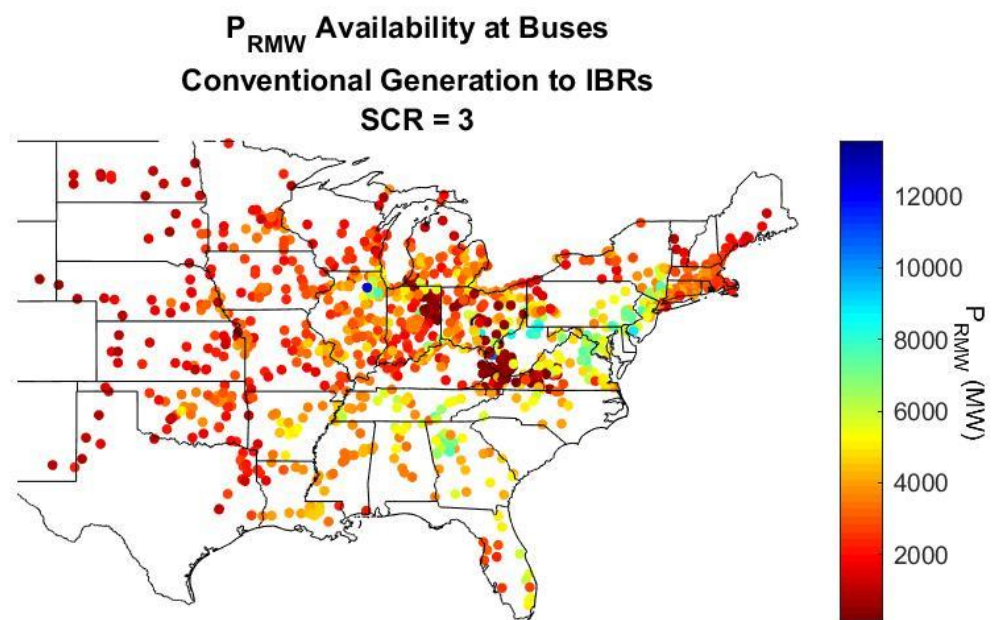 P_RMW Availability at Buses
Conventional Generation to IBRs
SCR = 3
12000
10000
8000
6000
4000
2000
P_RMW (MW)